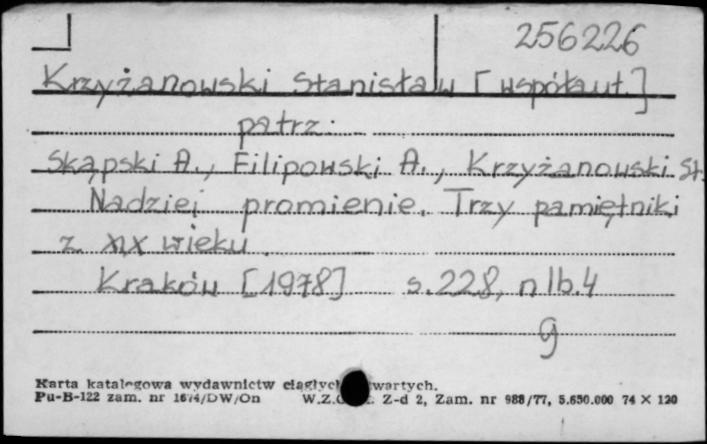 256226
Krzyżanowski Stanisław [współaut.]
patrz:
Skąpski A., Filipowski A., Krzyżanowski St.
Nadziei promienie. Trzy pamiętniki
z XIX wieku.
Kraków [1978] s. 228, nlb. 4
g
Karta katalogowa wydawnictw ciągłych
Pu-B-122 zam. nr 1674/DW/On W.Z. Z-d 2, Zam. nr 988/77, 5.650.000 74 × 120